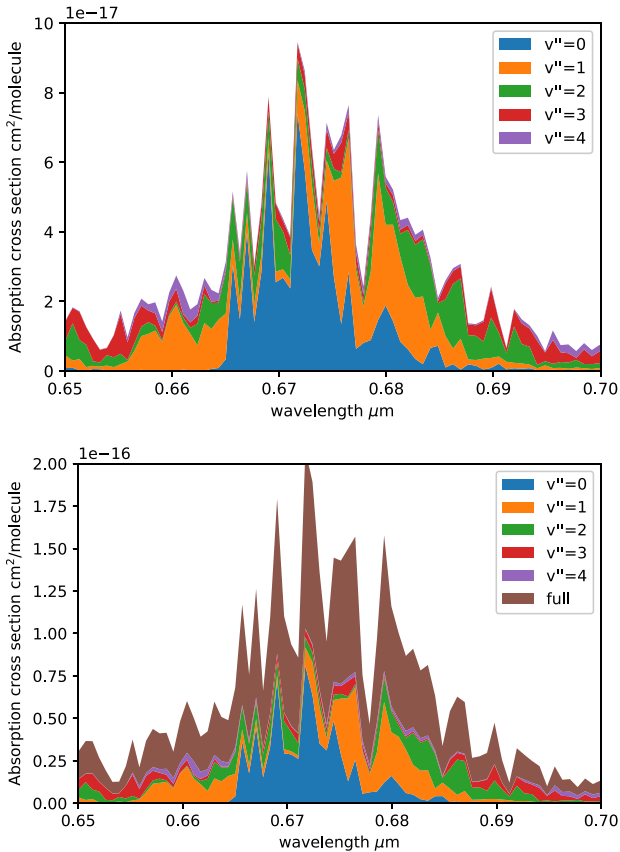 1e−17
Absorption cross section cm²/molecule
10
8
6
4
2
0
v"=0
v"=1
v"=2
v"=3
v"=4
0.65 0.66 0.67 0.68 0.69 0.70
wavelength μm
1e−16
Absorption cross section cm²/molecule
2.00
1.75
1.50
1.25
1.00
0.75
0.50
0.25
0.00
v"=0
v"=1
v"=2
v"=3
v"=4
full
0.65 0.66 0.67 0.68 0.69 0.70
wavelength μm